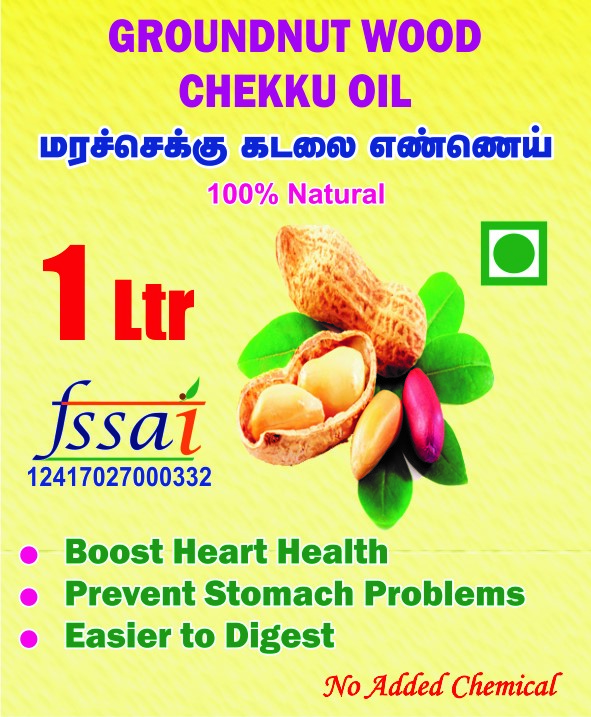 GROUNDNUT WOOD
CHEKKU OIL
மரச்செக்கு கடலை எண்ணெய்
100% Natural
1 Ltr
fssai
12417027000332
Boost Heart Health
Prevent Stomach Problems
Easier to Digest
No Added Chemical